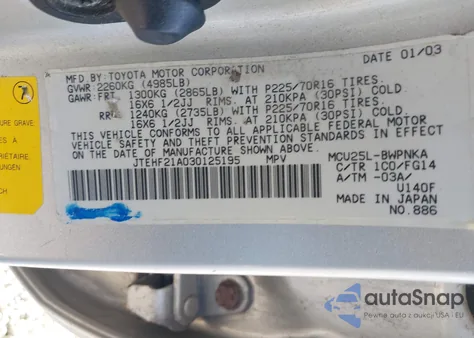 DATE 01/03
MFD.BY:TOYOTA MOTOR CORPORATION
GVWR:2260KG (4985LB)
GAWR:FRT. 1300KG (2865LB) WITH P225/70R16 TIRES.
16X6 1/2JJ RIMS. AT 210KPA (30PSI) COLD.
RR. 1240KG (2735LB) WITH P225/70R16 TIRES.
16X6 1/2JJ RIMS. AT 210KPA (30PSI) COLD.
THIS VEHICLE CONFORMS TO ALL APPLICABLE FEDERAL MOTOR
VEHICLE SAFETY AND THEFT PREVENTION STANDARDS IN EFFECT
ON THE DATE OF MANUFACTURE SHOWN ABOVE.
JTEHF21A030125195 MPV MCU25L-BWPNKA
C/TR 1C0/FG14
A/TM -03A/
U140F
MADE IN JAPAN
NO.886
URE GRAVE.
autoSnap